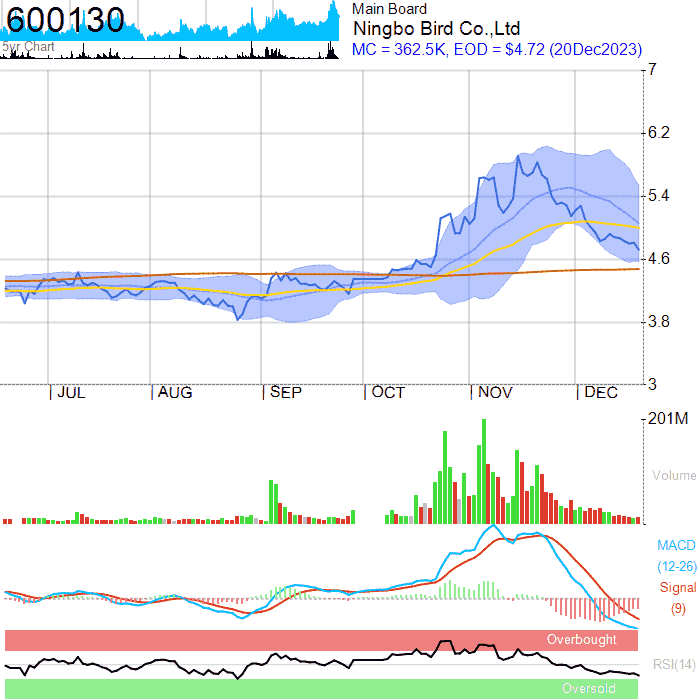 600130
5yr Chart
Main Board
Ningbo Bird Co.,Ltd
MC = 362.5K, EOD = $4.72 (20Dec2023)
7
6.2
5.4
4.6
3.8
3
JUL AUG SEP OCT NOV DEC
201M
Volume
MACD
(12-26)
Signal
(9)
Overbought
RSI(14)
Oversold